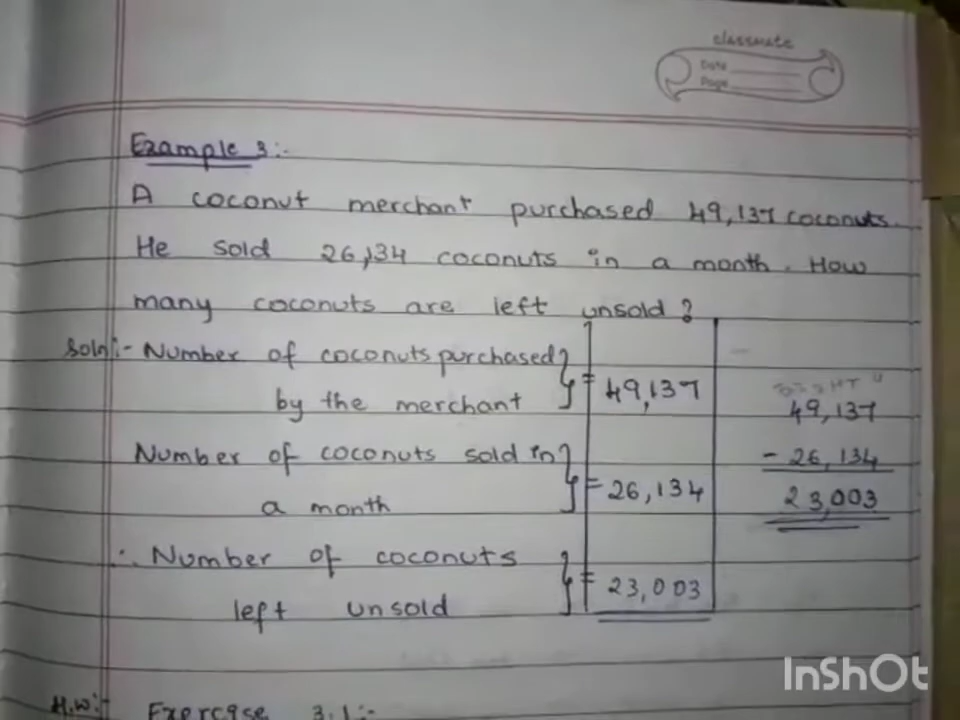 classmate
Date
Page
Example 3:-
A coconut merchant purchased 49,137 coconuts.
He sold 26,134 coconuts in a month. How
many coconuts are left unsold?
Soln:- Number of coconuts purchased
by the merchant } = 49,137
Number of coconuts sold in
a month } = 26,134
∴ Number of coconuts
left unsold } = 23,003
49,137
- 26,134
23,003
H.W:- Exercise 3.1:-
InShOt